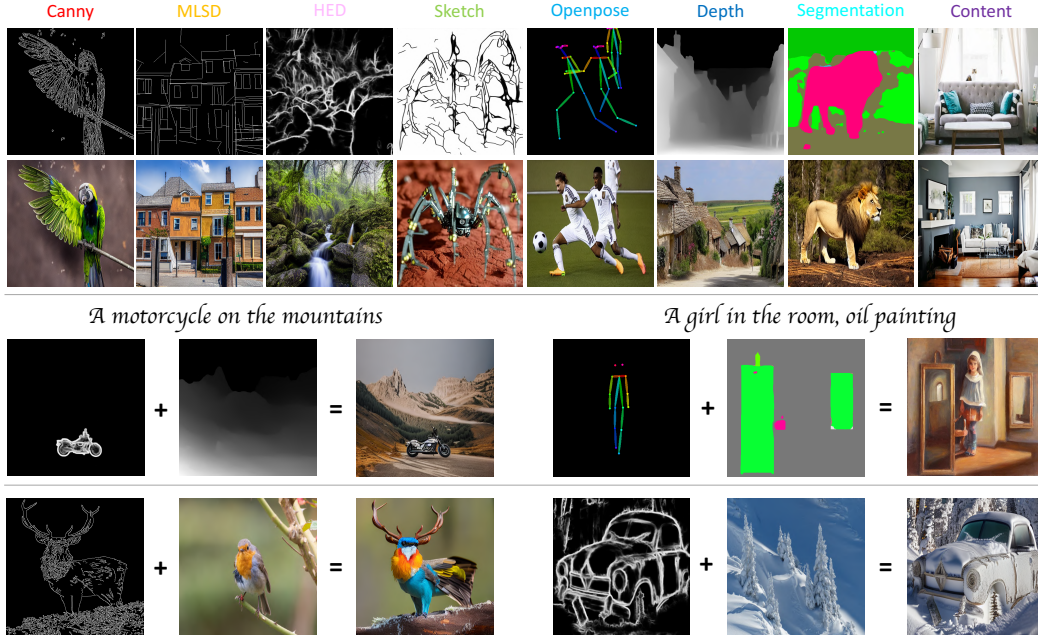 Canny MLSD HED Sketch Openpose Depth Segmentation Content
A motorcycle on the mountains
A girl in the room, oil painting
+ = + =
+ = + =